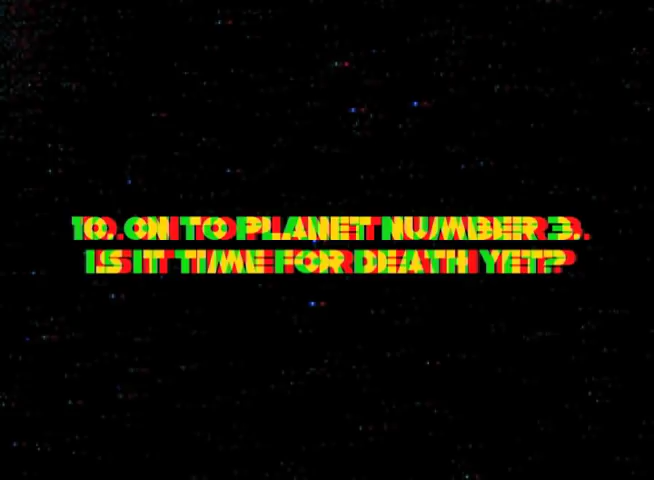 10. ON TO PLANET NUMBER 3.
IS IT TIME FOR DEATH YET?